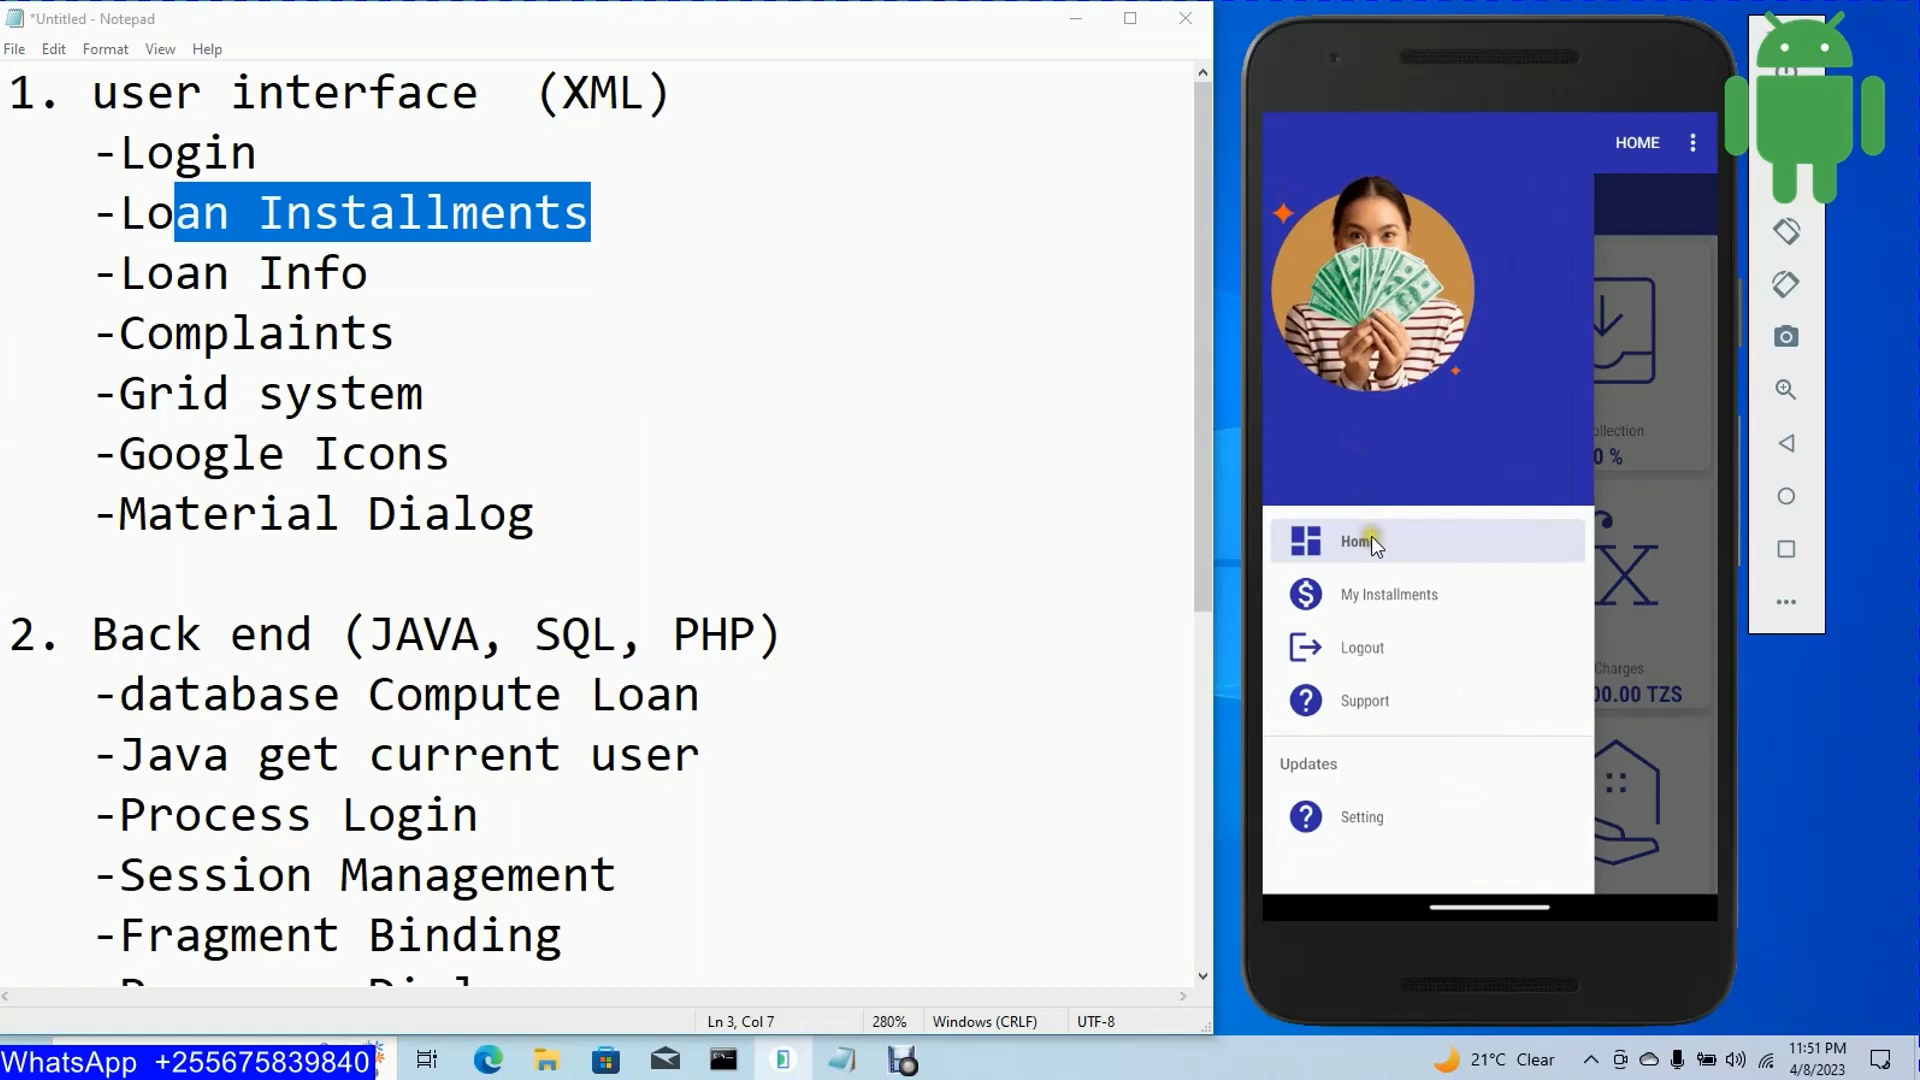 *Untitled - Notepad
File Edit Format View Help
1. user interface (XML)
-Login
-Loan Installments
-Loan Info
-Complaints
-Grid system
-Google Icons
-Material Dialog
2. Back end (JAVA, SQL, PHP)
-database Compute Loan
-Java get current user
-Process Login
-Session Management
-Fragment Binding
Ln 3, Col 7
280%
Windows (CRLF)
UTF-8
HOME
ollection
0 %
x
Charges
00.00 TZS
Home
My Installments
Logout
Support
Updates
Setting
WhatsApp +255675839840
21°C Clear
11:51 PM
4/8/2023